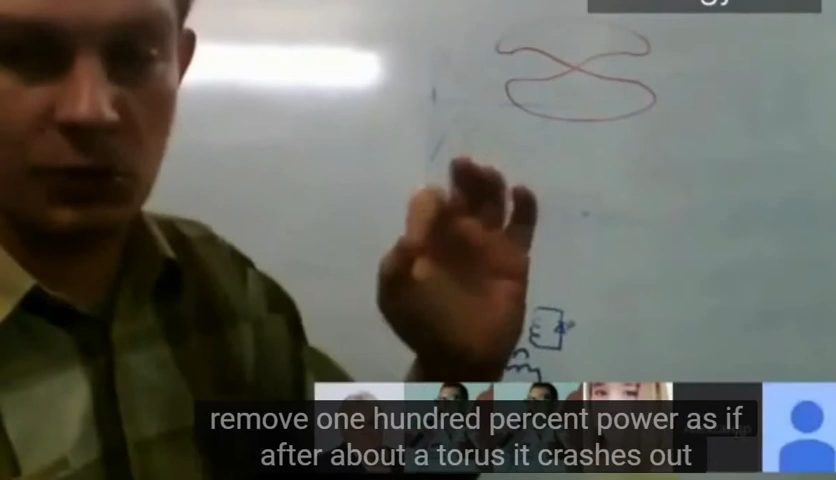 remove one hundred percent power as if
after about a torus it crashes out